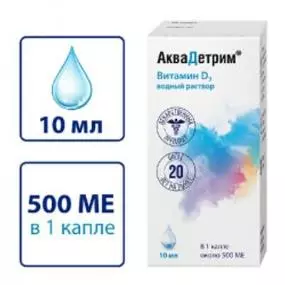 10 мл
500 МЕ
в 1 капле
АкваДетрим®
Витамин D₃
водный раствор
20
В 1 капле
около 500 МЕ
10 мл